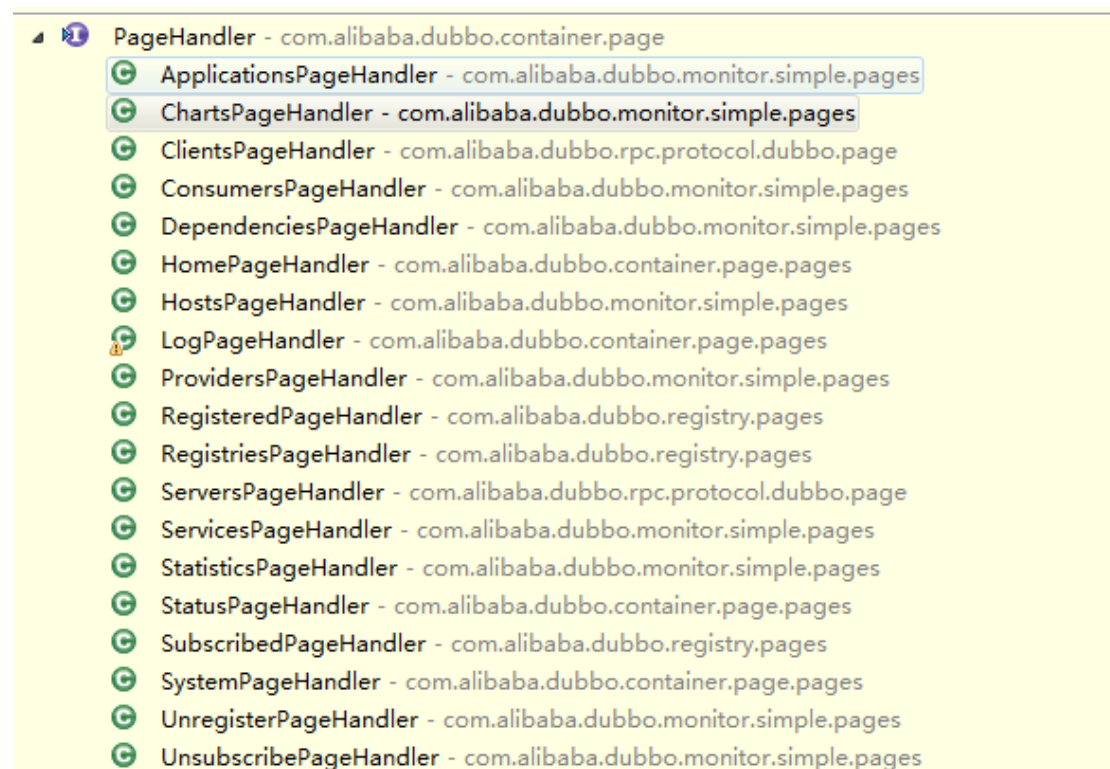 PageHandler - com.alibaba.dubbo.container.page
ApplicationsPageHandler - com.alibaba.dubbo.monitor.simple.pages
ChartsPageHandler - com.alibaba.dubbo.monitor.simple.pages
ClientsPageHandler - com.alibaba.dubbo.rpc.protocol.dubbo.page
ConsumersPageHandler - com.alibaba.dubbo.monitor.simple.pages
DependenciesPageHandler - com.alibaba.dubbo.monitor.simple.pages
HomePageHandler - com.alibaba.dubbo.container.page.pages
HostsPageHandler - com.alibaba.dubbo.monitor.simple.pages
LogPageHandler - com.alibaba.dubbo.container.page.pages
ProvidersPageHandler - com.alibaba.dubbo.monitor.simple.pages
RegisteredPageHandler - com.alibaba.dubbo.registry.pages
RegistriesPageHandler - com.alibaba.dubbo.registry.pages
ServersPageHandler - com.alibaba.dubbo.rpc.protocol.dubbo.page
ServicesPageHandler - com.alibaba.dubbo.monitor.simple.pages
StatisticsPageHandler - com.alibaba.dubbo.monitor.simple.pages
StatusPageHandler - com.alibaba.dubbo.container.page.pages
SubscribedPageHandler - com.alibaba.dubbo.registry.pages
SystemPageHandler - com.alibaba.dubbo.container.page.pages
UnregisterPageHandler - com.alibaba.dubbo.monitor.simple.pages
UnsubscribePageHandler - com.alibaba.dubbo.monitor.simple.pages